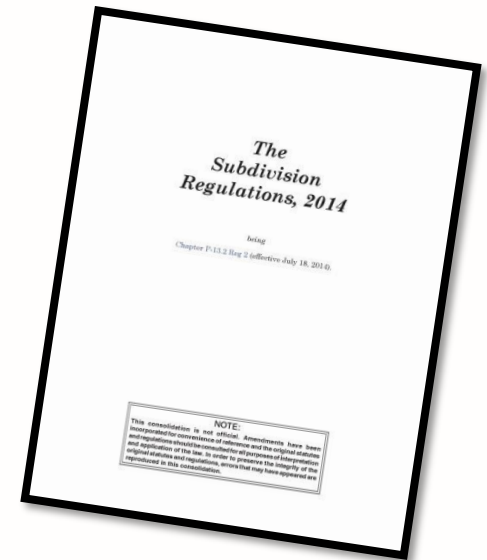 The
Subdivision
Regulations, 2014
being
Chapter P-13.2 Reg 2 (effective July 18, 2014).
NOTE:
This consolidation is not official. Amendments have been
incorporated for convenience of reference and the original statutes
and regulations should be consulted for all purposes of interpretation
and application of the law. In order to preserve the integrity of the
original statutes and regulations, errors that may have appeared are
reproduced in this consolidation.